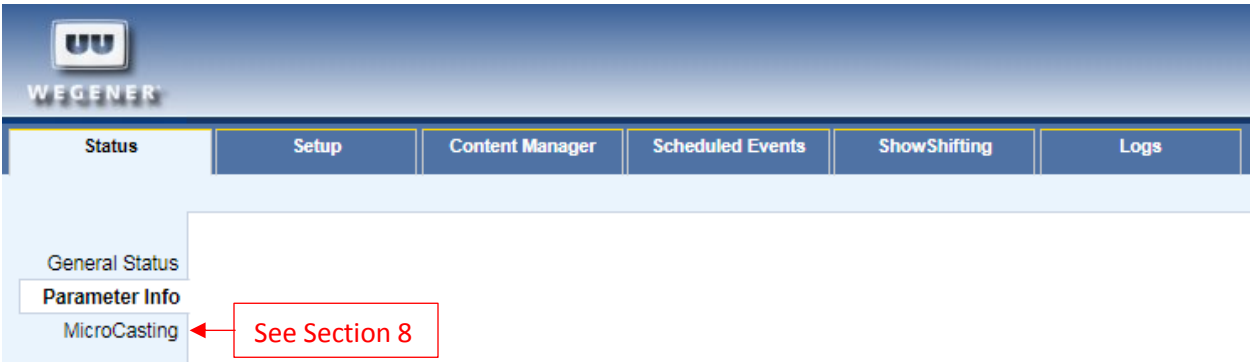 WEGENER
Status Setup Content Manager Scheduled Events ShowShifting Logs
General Status
Parameter Info
MicroCasting See Section 8